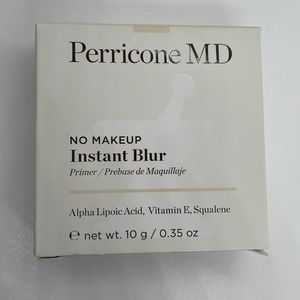 Perricone MD
NO MAKEUP
Instant Blur
Primer / Prebase de Maquillaje
Alpha Lipoic Acid, Vitamin E, Squalene
℮ net wt. 10 g / 0.35 oz